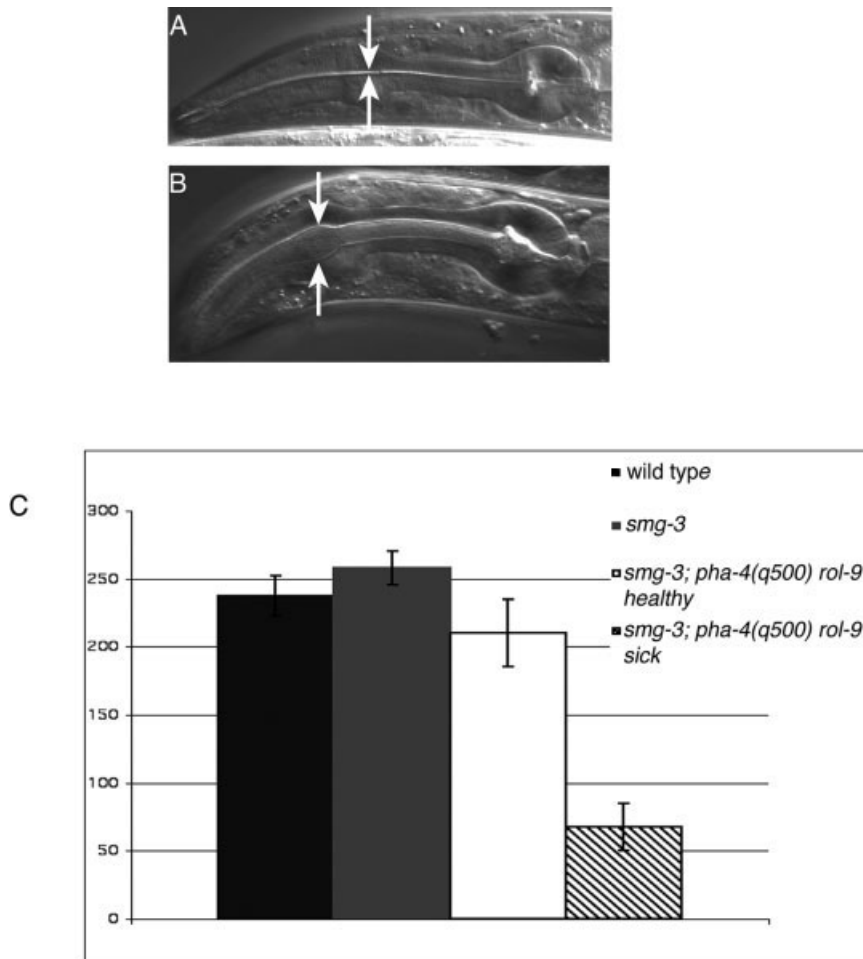 A
B
C
300
250
200
150
100
50
0
wild type
smg-3
smg-3; pha-4(q500) rol-9
healthy
smg-3; pha-4(q500) rol-9
sick